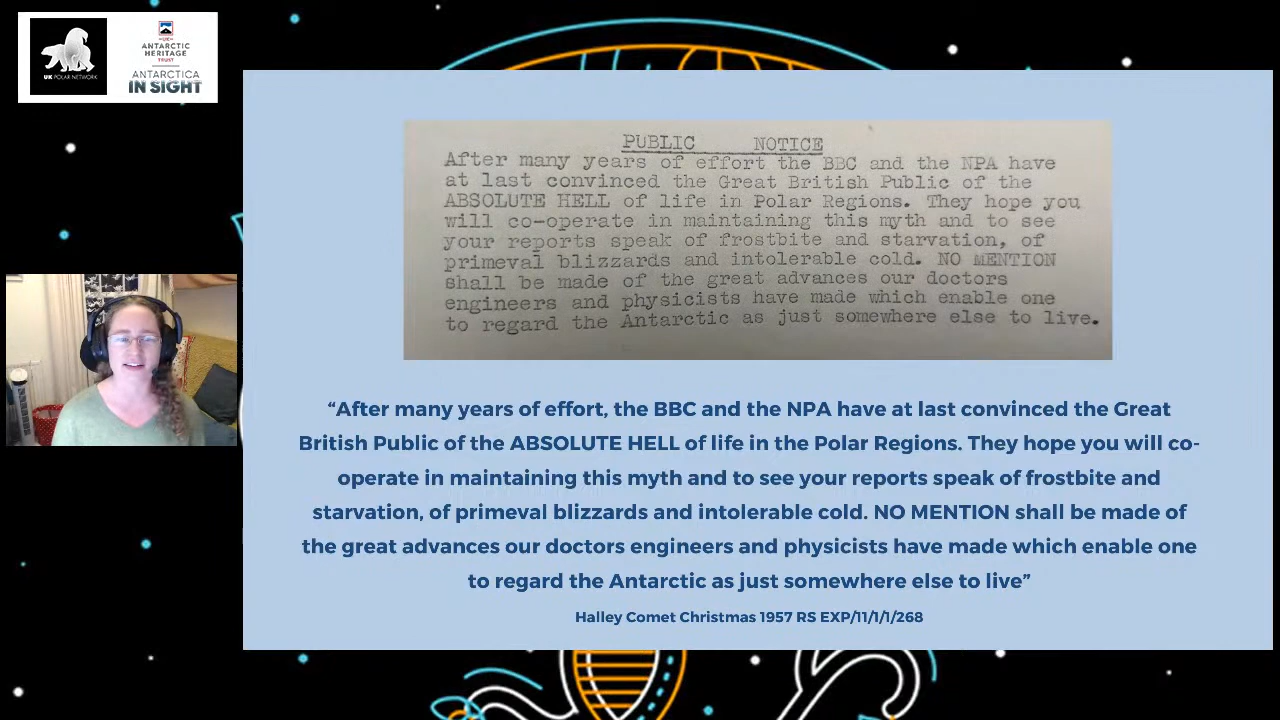 UK POLAR NETWORK
UK
ANTARCTIC
HERITAGE
TRUST
ANTARCTICA
IN SIGHT
PUBLIC NOTICE
After many years of effort the BBC and the NPA have
at last convinced the Great British Public of the
ABSOLUTE HELL of life in Polar Regions. They hope you
will co-operate in maintaining this myth and to see
your reports speak of frostbite and starvation, of
primeval blizzards and intolerable cold. NO MENTION
shall be made of the great advances our doctors
engineers and physicists have made which enable one
to regard the Antarctic as just somewhere else to live.
“After many years of effort, the BBC and the NPA have at last convinced the Great
British Public of the ABSOLUTE HELL of life in the Polar Regions. They hope you will co-
operate in maintaining this myth and to see your reports speak of frostbite and
starvation, of primeval blizzards and intolerable cold. NO MENTION shall be made of
the great advances our doctors engineers and physicists have made which enable one
to regard the Antarctic as just somewhere else to live”
Halley Comet Christmas 1957 RS EXP/11/1/1/268